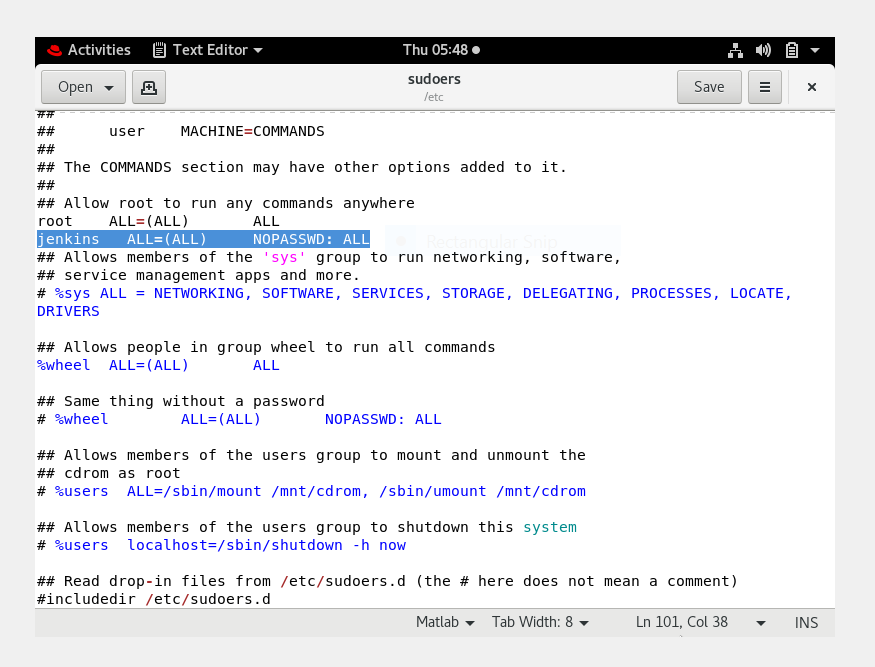 Activities Text Editor Thu 05:48
Open sudoers Save
/etc
##
## user MACHINE=COMMANDS
##
## The COMMANDS section may have other options added to it.
##
## Allow root to run any commands anywhere
root ALL=(ALL) ALL
jenkins ALL=(ALL) NOPASSWD: ALL
Rectangular Snip
## Allows members of the 'sys' group to run networking, software,
## service management apps and more.
# %sys ALL = NETWORKING, SOFTWARE, SERVICES, STORAGE, DELEGATING, PROCESSES, LOCATE,
DRIVERS
## Allows people in group wheel to run all commands
%wheel ALL=(ALL) ALL
## Same thing without a password
# %wheel ALL=(ALL) NOPASSWD: ALL
## Allows members of the users group to mount and unmount the
## cdrom as root
# %users ALL=/sbin/mount /mnt/cdrom, /sbin/umount /mnt/cdrom
## Allows members of the users group to shutdown this system
# %users localhost=/sbin/shutdown -h now
## Read drop-in files from /etc/sudoers.d (the # here does not mean a comment)
#includedir /etc/sudoers.d
Matlab Tab Width: 8 Ln 101, Col 38 INS